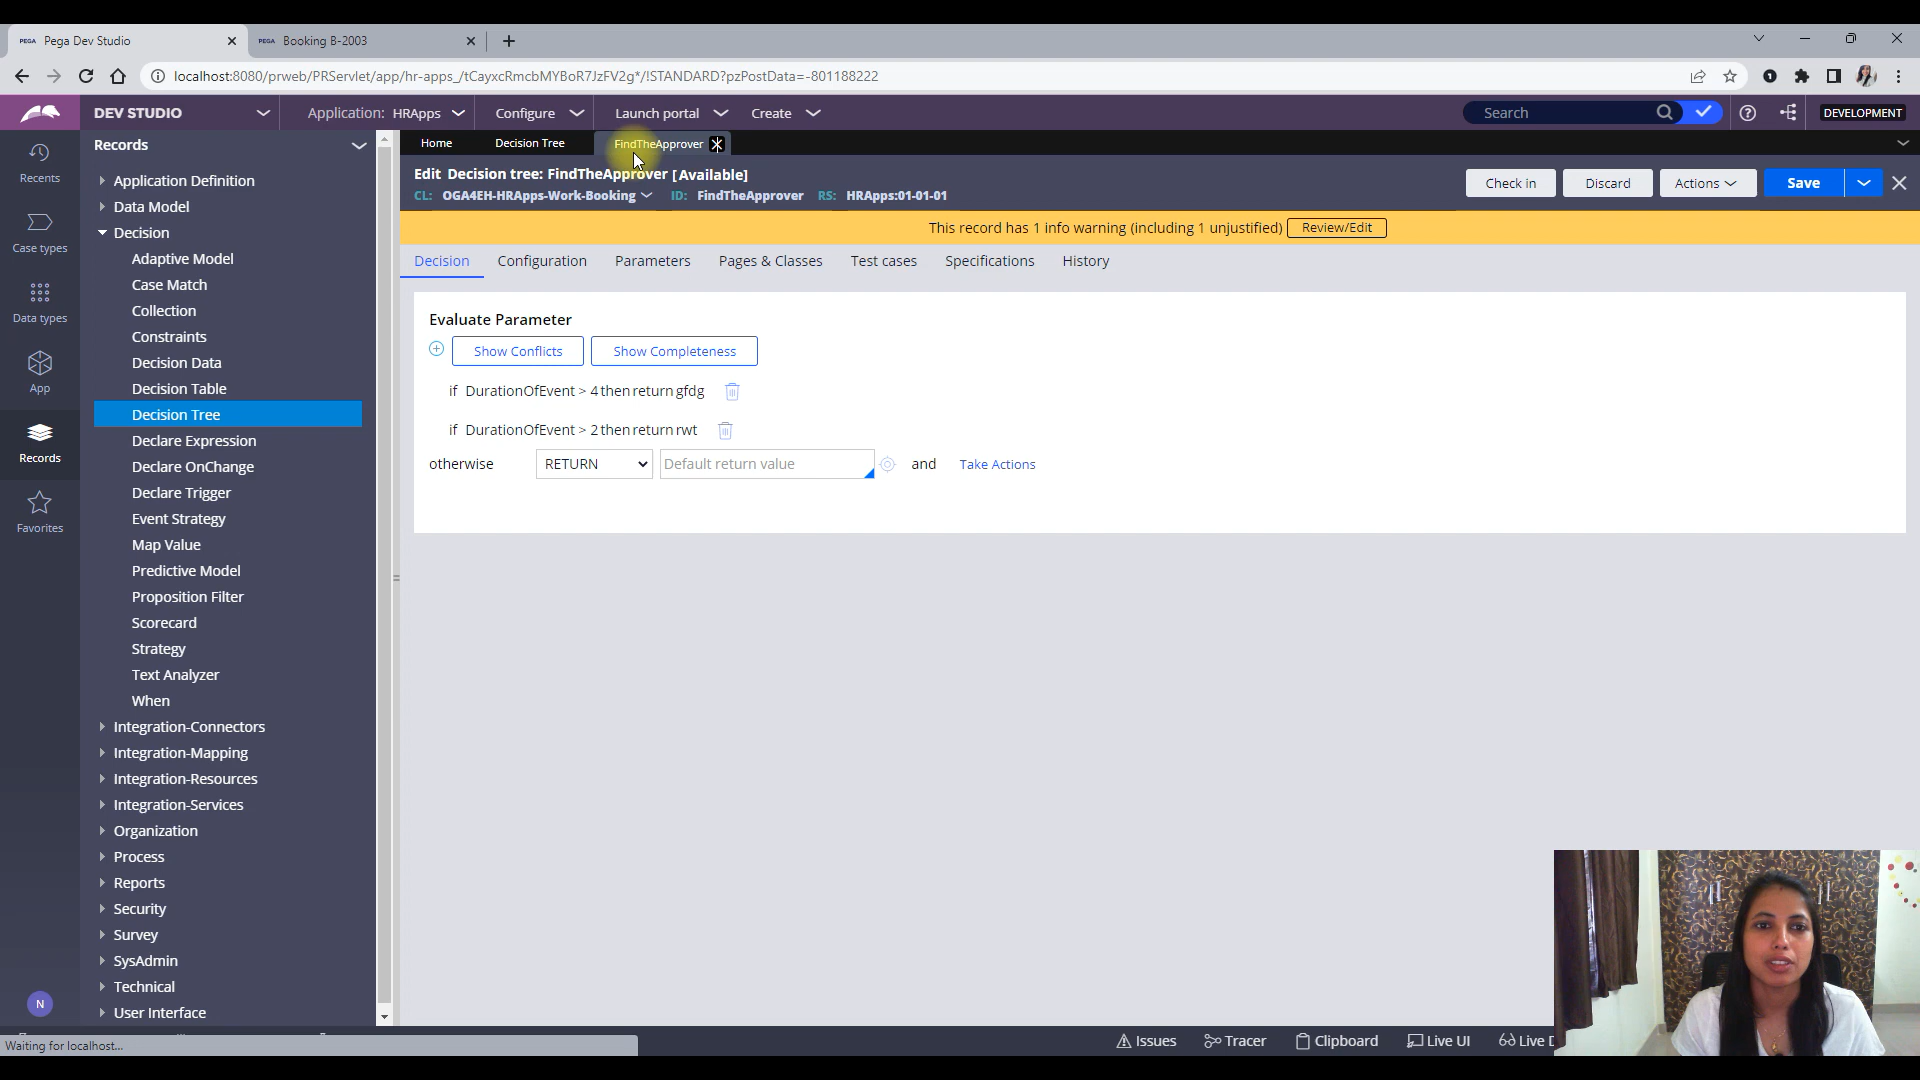 PEGA Pega Dev Studio
PEGA Booking B-2003
localhost:8080/prweb/PRServlet/app/hr-apps_/tCayxcRmcbMYBoR7JzFV2g*/!STANDARD?pzPostData=-801188222
DEV STUDIO
Application: HRApps
Configure
Launch portal
Create
Search
DEVELOPMENT
Recents
Case types
Data types
App
Records
Favorites
N
Records
Application Definition
Data Model
Decision
Adaptive Model
Case Match
Collection
Constraints
Decision Data
Decision Table
Decision Tree
Declare Expression
Declare OnChange
Declare Trigger
Event Strategy
Map Value
Predictive Model
Proposition Filter
Scorecard
Strategy
Text Analyzer
When
Integration-Connectors
Integration-Mapping
Integration-Resources
Integration-Services
Organization
Process
Reports
Security
Survey
SysAdmin
Technical
User Interface
Home
Decision Tree
FindTheApprover
Edit Decision tree: FindTheApprover [Available]
CL: OGA4EH-HRApps-Work-Booking ID: FindTheApprover RS: HRApps:01-01-01
Check in
Discard
Actions
Save
This record has 1 info warning (including 1 unjustified) Review/Edit
Decision
Configuration
Parameters
Pages & Classes
Test cases
Specifications
History
Evaluate Parameter
Show Conflicts
Show Completeness
if DurationOfEvent > 4 then return gfdg
if DurationOfEvent > 2 then return rwt
otherwise RETURN Default return value and Take Actions
Waiting for localhost...
Issues
Tracer
Clipboard
Live UI
Live